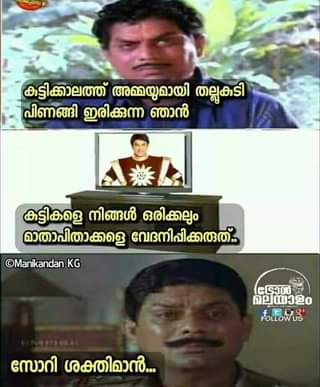 കുട്ടിക്കാലത്ത് അമ്മയുമായി തല്ലുകുടി
പിണങ്ങി ഇരിക്കുന്ന ഞാൻ
കുട്ടികളെ നിങ്ങൾ ഒരിക്കലും
മാതാപിതാക്കളെ വേദനിപ്പിക്കരുത്..
©Manikandan KG
ട്രോൾ
മലയാളം
FOLLOW US
സോറി ശക്തിമാൻ...